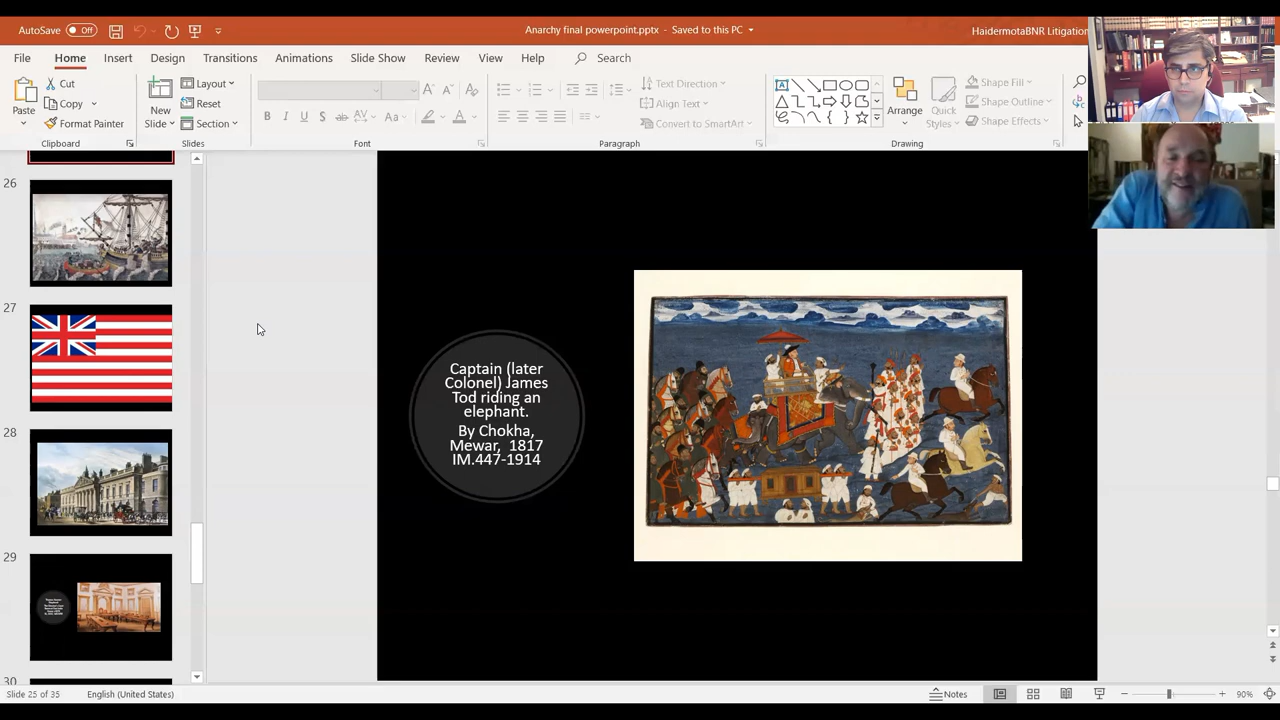 AutoSave Off
Anarchy final powerpoint.pptx - Saved to this PC
HaidermotaBNR Litigation
File Home Insert Design Transitions Animations Slide Show Review View Help Search
Paste
Cut
Copy
Format Painter
Clipboard
New Slide
Layout
Reset
Section
Slides
B I U S ab AV Aa A A
Font
Text Direction
Align Text
Convert to SmartArt
Paragraph
Arrange
Quick Styles
Shape Fill
Shape Outline
Shape Effects
Drawing
26
27
28
29
30
Captain (later
Colonel) James
Tod riding an
elephant.
By Chokha,
Mewar, 1817
IM.447-1914
Slide 25 of 35
English (United States)
Notes
90%